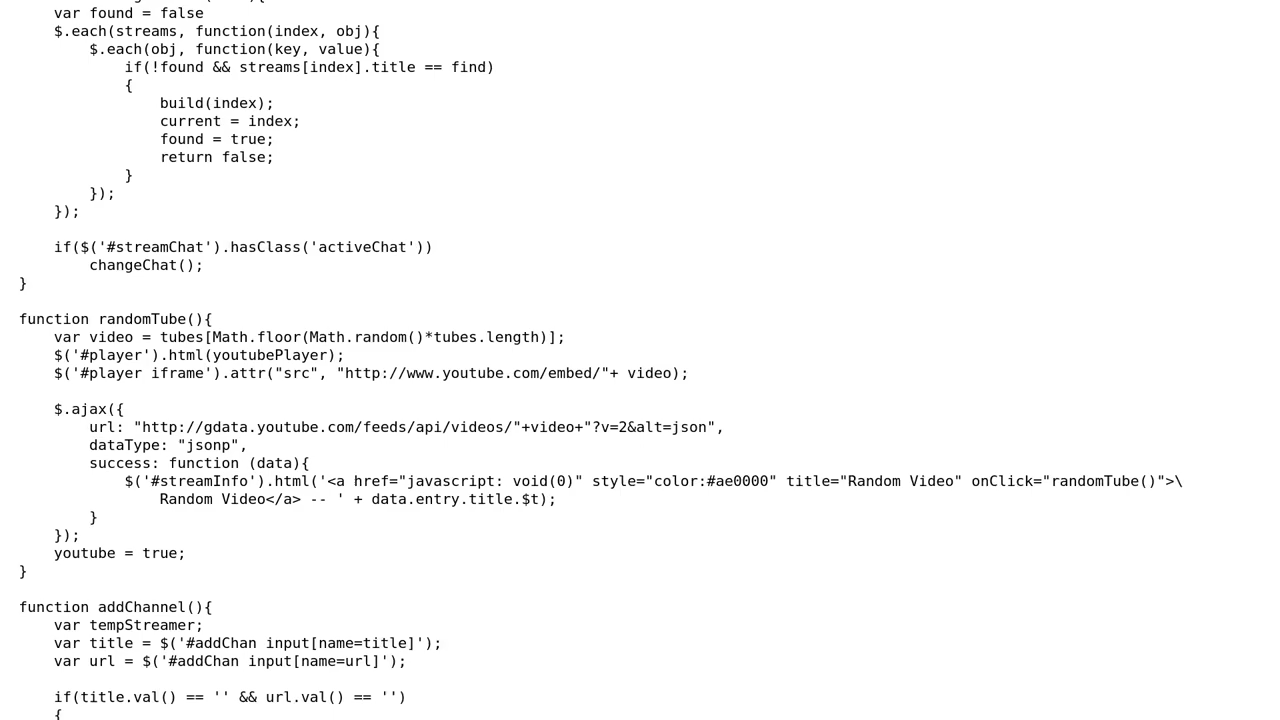 var found = false
    $.each(streams, function(index, obj){
        $.each(obj, function(key, value){
            if(!found && streams[index].title == find)
            {
                build(index);
                current = index;
                found = true;
                return false;
            }
        });
    });

    if($('#streamChat').hasClass('activeChat'))
        changeChat();
}

function randomTube(){
    var video = tubes[Math.floor(Math.random()*tubes.length)];
    $('#player').html(youtubePlayer);
    $('#player iframe').attr("src", "http://www.youtube.com/embed/"+ video);

    $.ajax({
        url: "http://gdata.youtube.com/feeds/api/videos/"+video+"?v=2&alt=json",
        dataType: "jsonp",
        success: function (data){
            $('#streamInfo').html('<a href="javascript: void(0)" style="color:#ae0000" title="Random Video" onClick="randomTube()">\
                Random Video</a> -- ' + data.entry.title.$t);
        }
    });
    youtube = true;
}

function addChannel(){
    var tempStreamer;
    var title = $('#addChan input[name=title]');
    var url = $('#addChan input[name=url]');

    if(title.val() == '' && url.val() == '')
    {